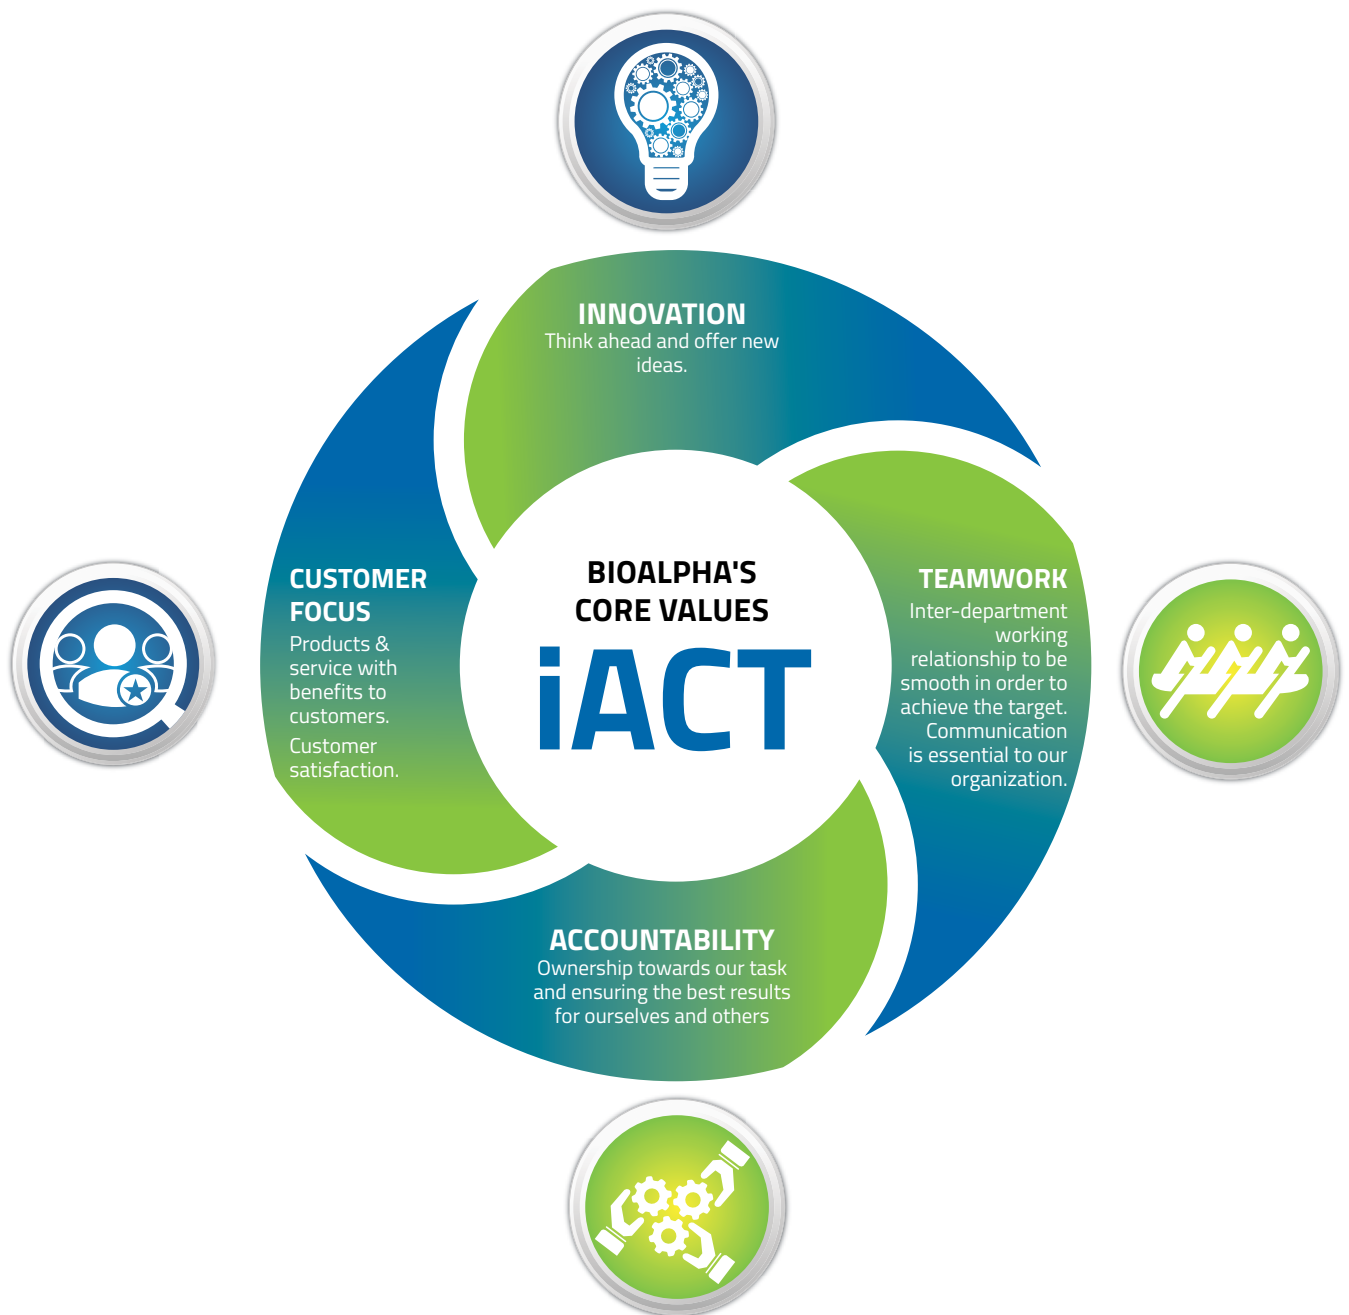 INNOVATION
Think ahead and offer new
ideas.
CUSTOMER
FOCUS
Products &
service with
benefits to
customers.
Customer
satisfaction.
BIOALPHA'S
CORE VALUES
iACT
TEAMWORK
Inter-department
working
relationship to be
smooth in order to
achieve the target.
Communication
is essential to our
organization.
ACCOUNTABILITY
Ownership towards our task
and ensuring the best results
for ourselves and others